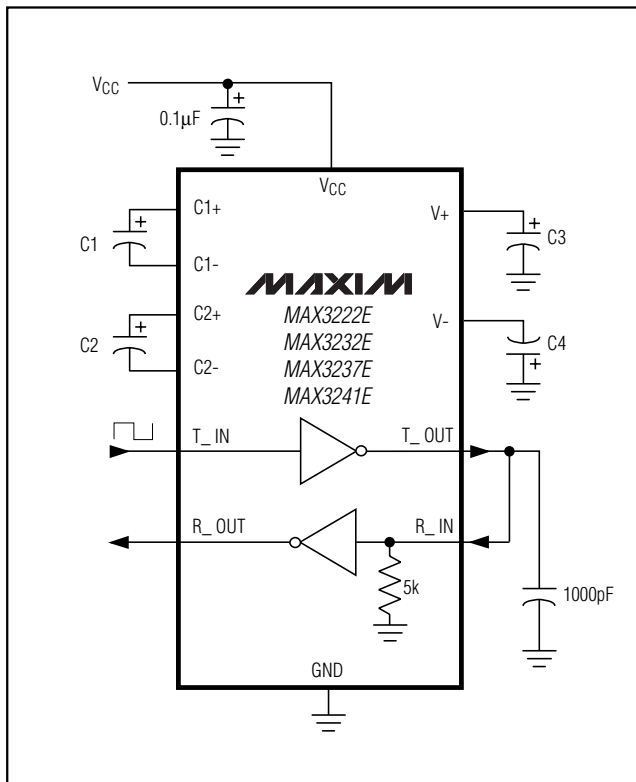 VCC
0.1μF
VCC
C1+
V+
C1
C3
C1-
MAXIM
C2+
MAX3222E
V-
C2
MAX3232E
C4
C2-
MAX3237E
MAX3241E
T_ IN
T_ OUT
R_ OUT
R_ IN
5k
1000pF
GND